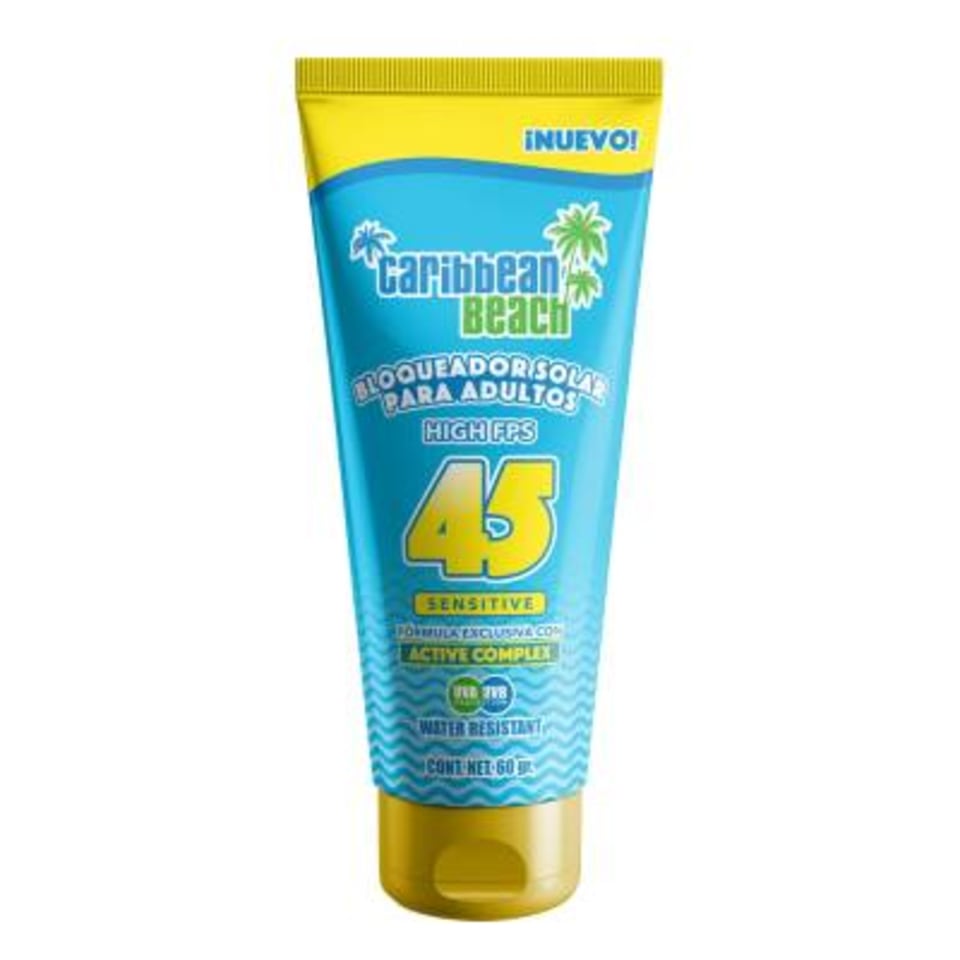 ¡NUEVO!
Caribbean
Beach
BLOQUEADOR SOLAR
PARA ADULTOS
HIGH FPS
45
SENSITIVE
FÓRMULA EXCLUSIVA CON
ACTIVE COMPLEX
UVA UVB
WATER RESISTANT
CONT. NET. 60 gr.